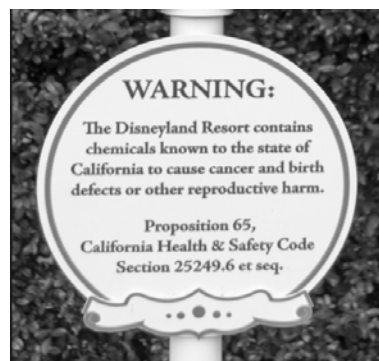 WARNING:
The Disneyland Resort contains
chemicals known to the state of
California to cause cancer and birth
defects or other reproductive harm.
Proposition 65,
California Health & Safety Code
Section 25249.6 et seq.